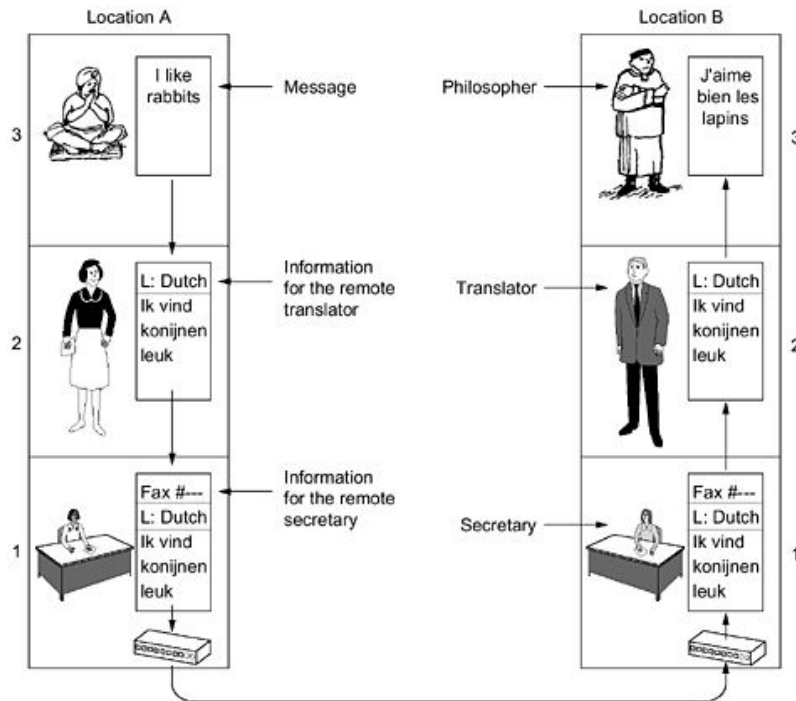 Location A
Location B
3
I like
rabbits
Message
Philosopher
J'aime
bien les
lapins
3
2
L: Dutch
Ik vind
konijnen
leuk
Information
for the remote
translator
Translator
L: Dutch
Ik vind
konijnen
leuk
2
1
Fax #---
L: Dutch
Ik vind
konijnen
leuk
Information
for the remote
secretary
Secretary
Fax #---
L: Dutch
Ik vind
konijnen
leuk
1